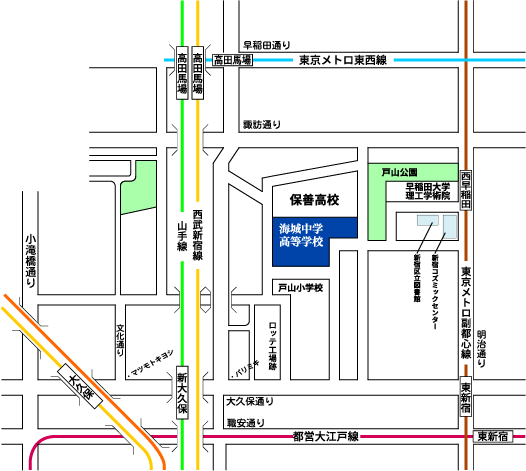 早稲田通り
高田馬場
高田馬場
高田馬場
東京メトロ東西線
諏訪通り
戸山公園
早稲田大学
理工学術院
西早稲田
保善高校
海城中学
高等学校
西武新宿線
山手線
小滝橋通り
新宿区立図書館
新宿コズミックセンター
戸山小学校
東京メトロ副都心線
明治通り
文化通り
ロッテ工場跡
・マツモトキヨシ
・パリミキ
大久保
新大久保
東新宿
大久保通り
職安通り
都営大江戸線
東新宿